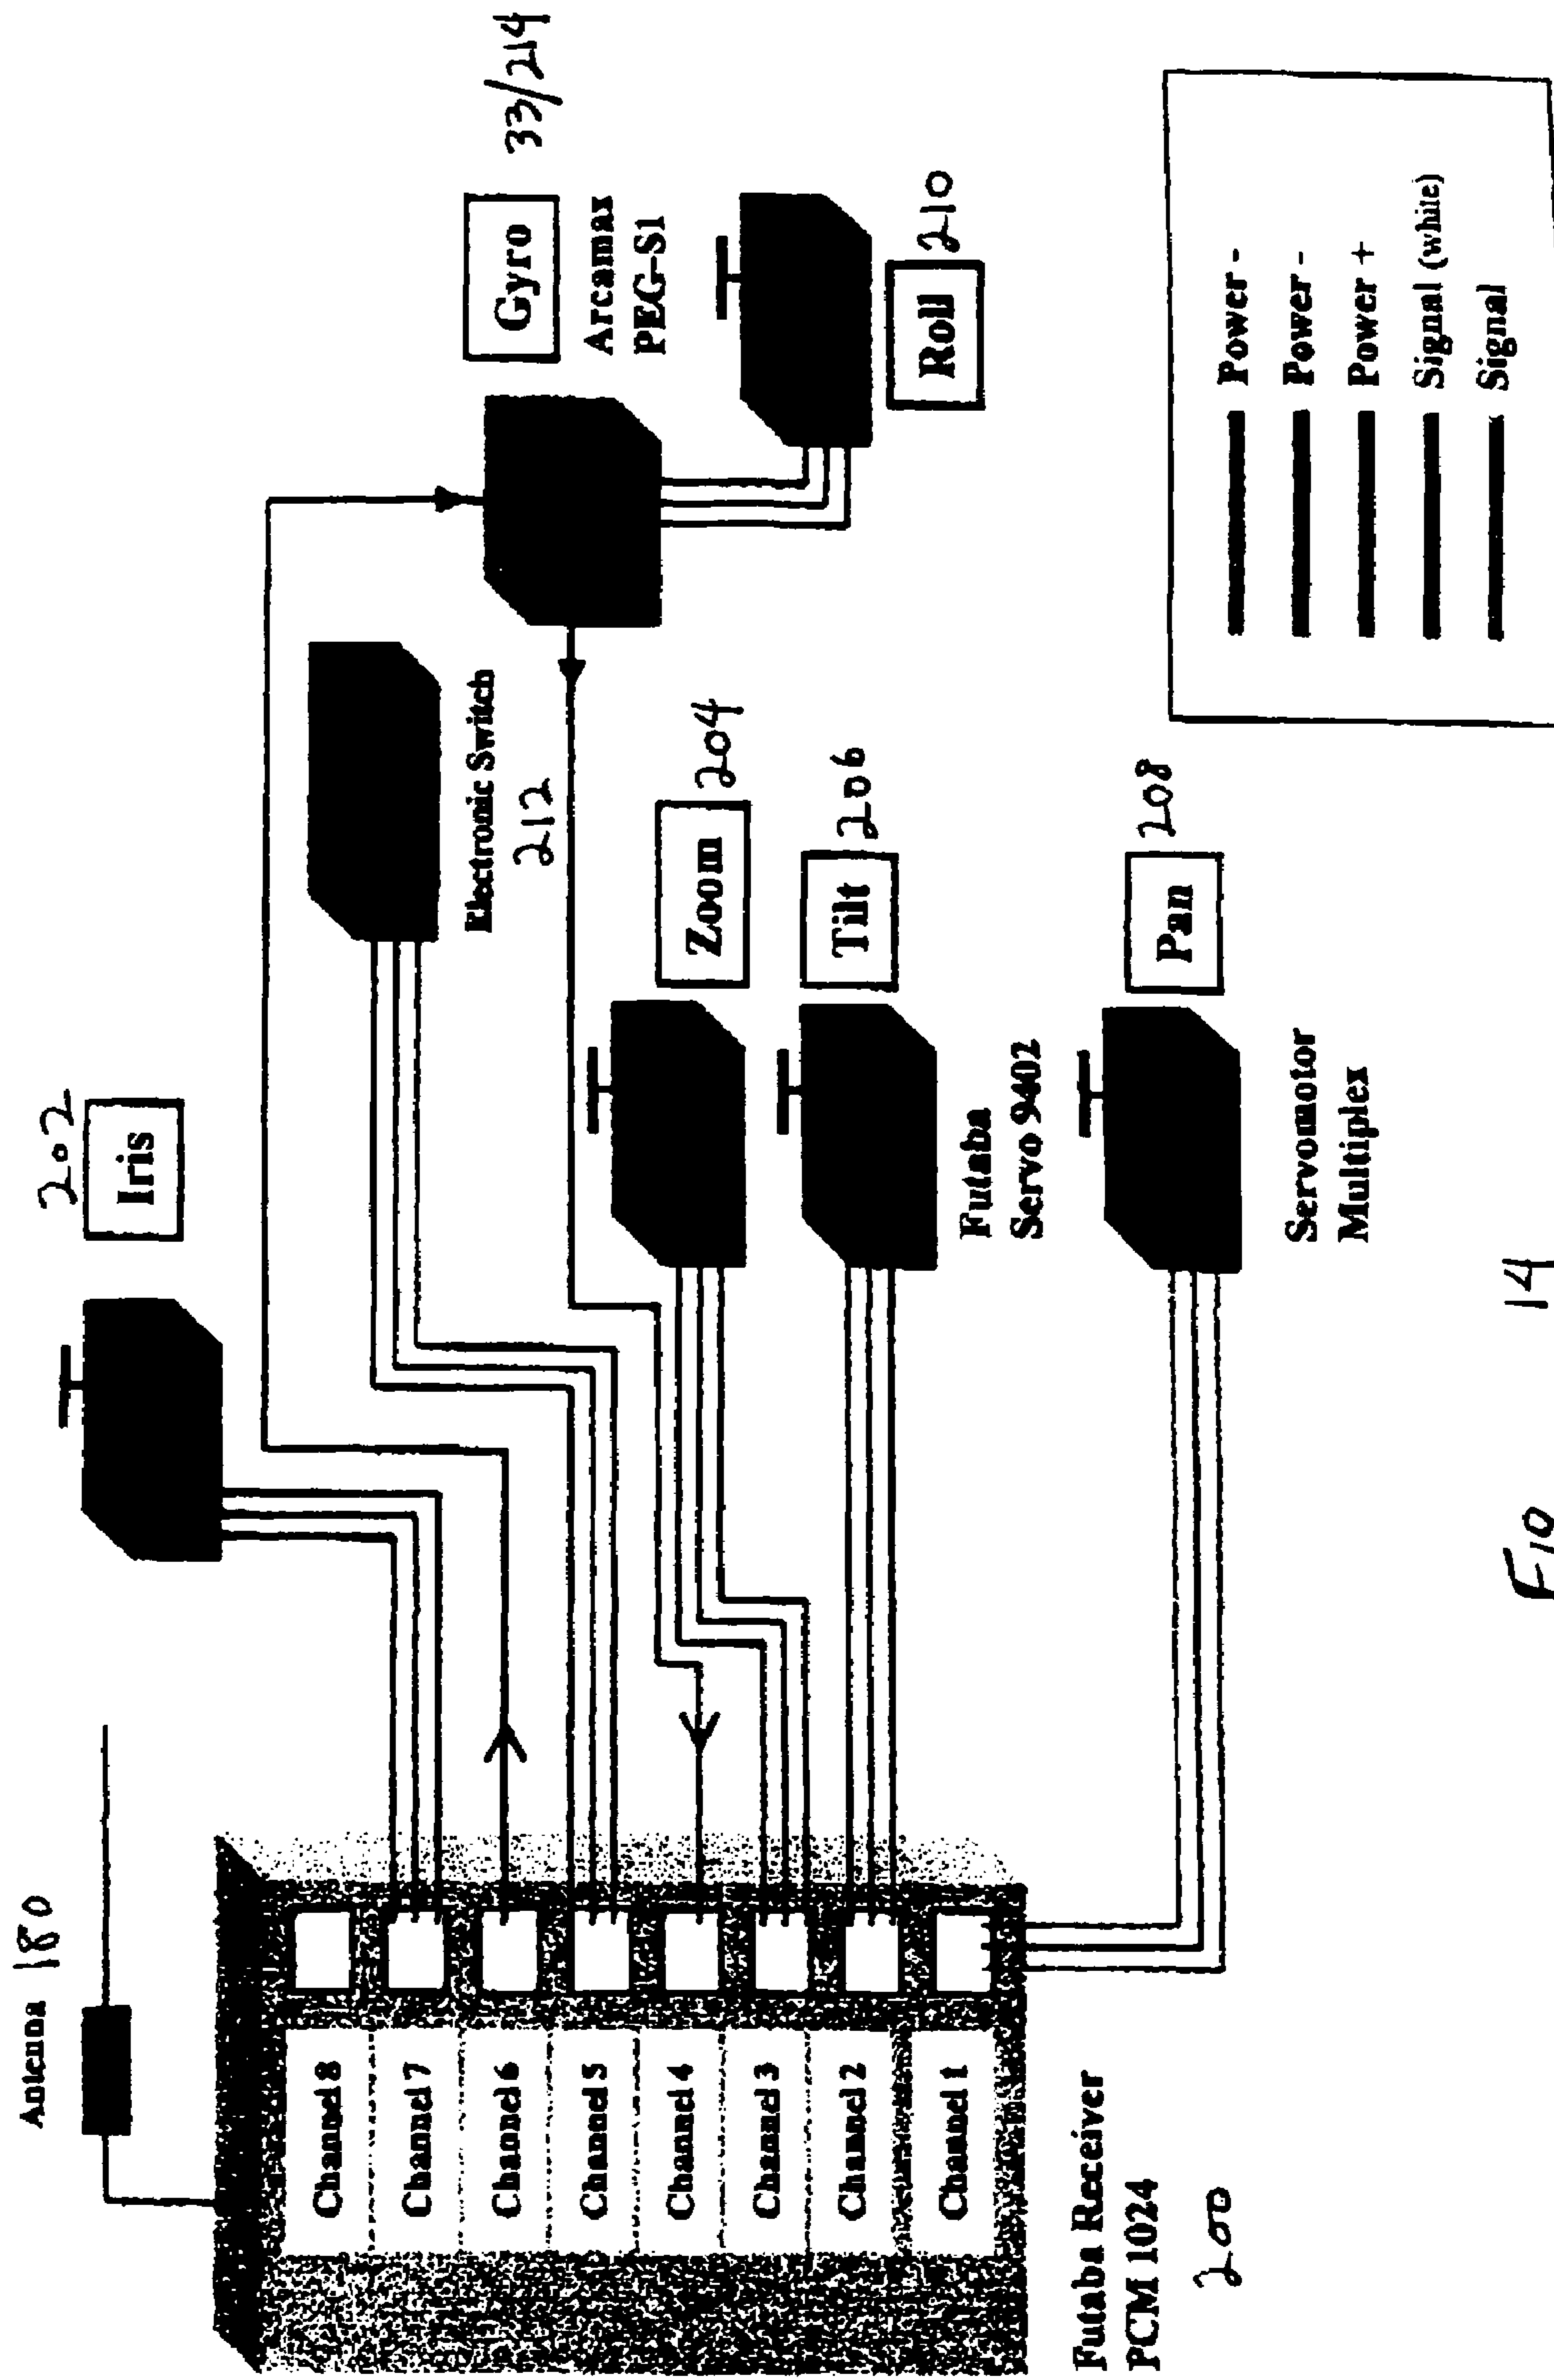 Antenna 180
202
Iris
Gyro 33/214
Arcamax
PEG-S1
Electronic Switch
212
Roll 210
Zoom 204
Tilt 206
Futaba
Servo 9402
Pan 208
Servomotor
Multiplex
Channel 8
Channel 7
Channel 6
Channel 5
Channel 4
Channel 3
Channel 2
Channel 1
Futaba Receiver
PCM 1024
200
Power -
Power -
Power +
Signal (white)
Signal
Fig 14